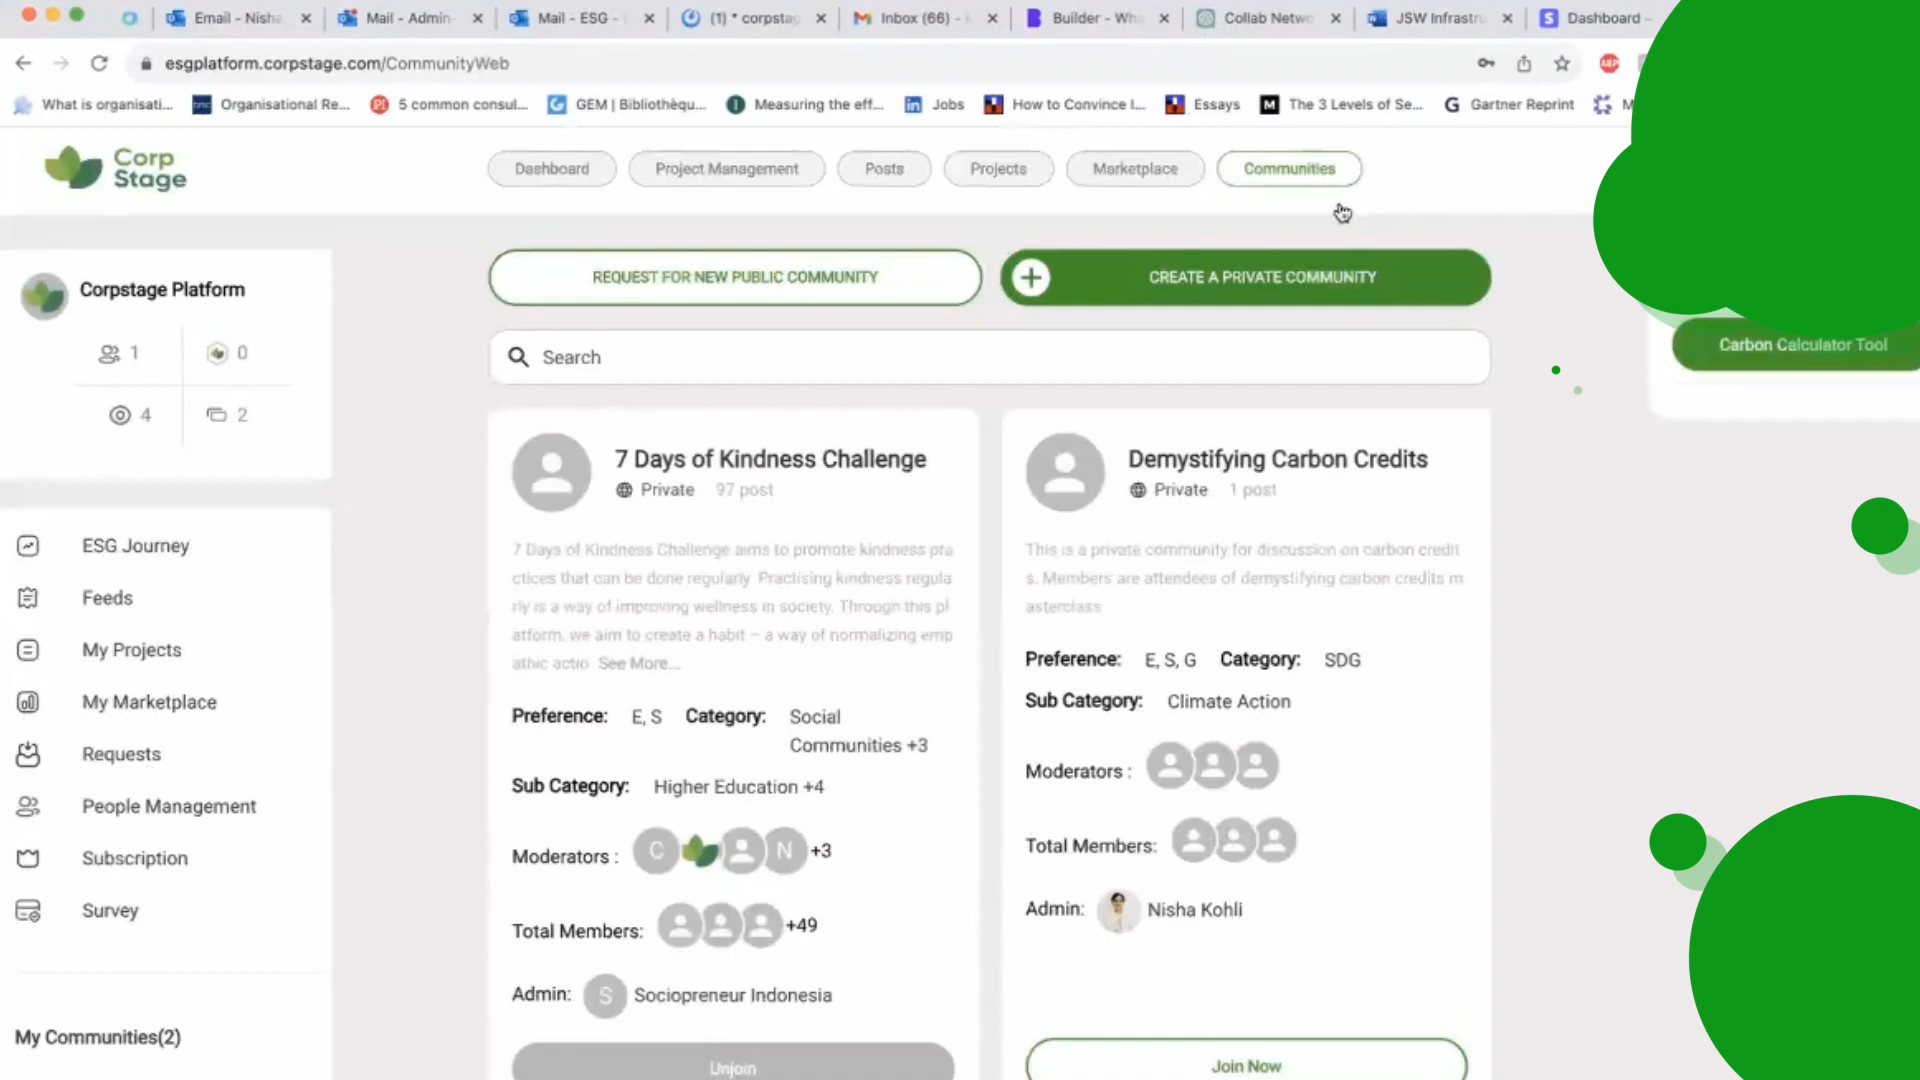 Email - Nisha
Mail - Admin
Mail - ESG -
(1) * corpstag
Inbox (66) -
Builder - Wh
Collab Netw
JSW Infrastr
Dashboard -
esgplatform.corpstage.com/CommunityWeb
ABP
What is organisati...
Organisational Re...
5 common consul...
GEM | Bibliothèqu...
Measuring the eff...
Jobs
How to Convince I...
Essays
The 3 Levels of Se...
Gartner Reprint
Corp
Stage
Dashboard
Project Management
Posts
Projects
Marketplace
Communities
REQUEST FOR NEW PUBLIC COMMUNITY
CREATE A PRIVATE COMMUNITY
Search
Carbon Calculator Tool
Corpstage Platform
1
0
4
2
ESG Journey
Feeds
My Projects
My Marketplace
Requests
People Management
Subscription
Survey
My Communities(2)
7 Days of Kindness Challenge
Private 97 post
7 Days of Kindness Challenge aims to promote kindness pra
ctices that can be done regularly. Practising kindness regula
rly is a way of improving wellness in society. Through this pl
atform, we aim to create a habit – a way of normalizing emp
athic actio See More...
Preference: E, S Category: Social
Communities +3
Sub Category: Higher Education +4
Moderators : C N +3
Total Members: +49
Admin: S Sociopreneur Indonesia
Unjoin
Demystifying Carbon Credits
Private 1 post
This is a private community for discussion on carbon credit
s. Members are attendees of demystifying carbon credits m
asterclass
Preference: E, S, G Category: SDG
Sub Category: Climate Action
Moderators :
Total Members:
Admin: Nisha Kohli
Join Now